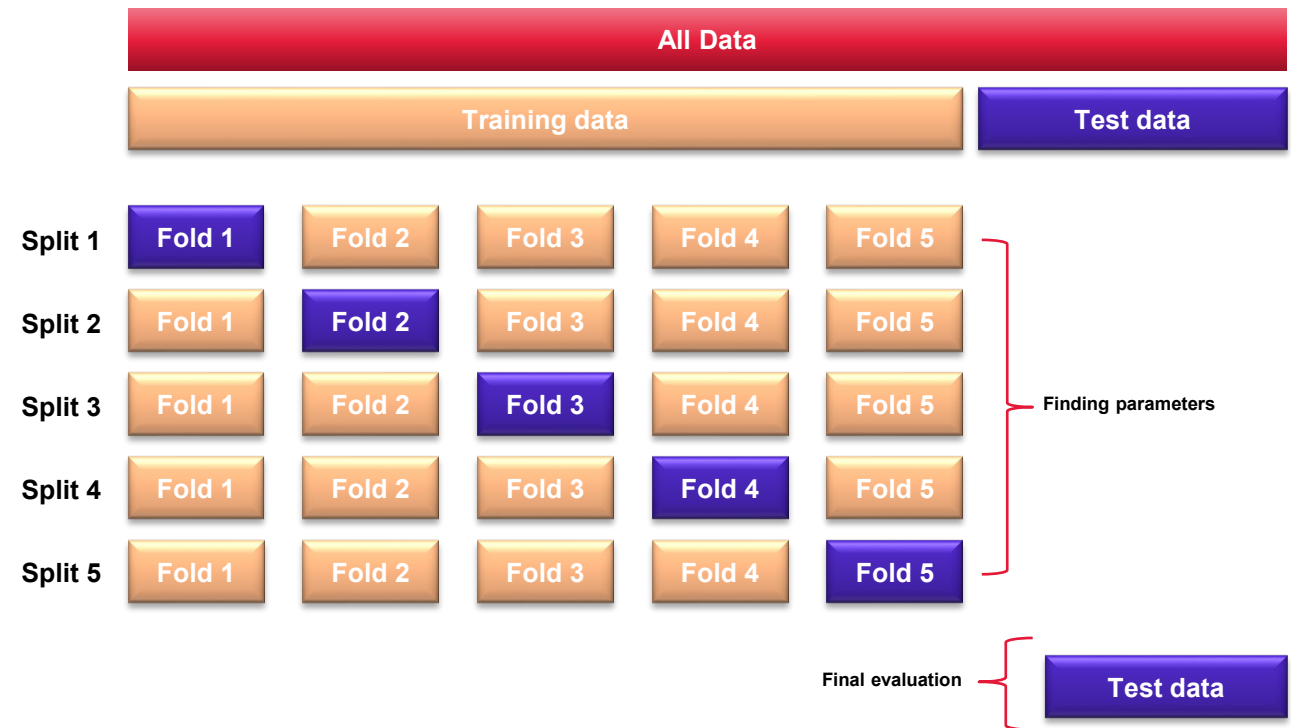 All Data
Training data Test data
Split 1 Fold 1 Fold 2 Fold 3 Fold 4 Fold 5
Split 2 Fold 1 Fold 2 Fold 3 Fold 4 Fold 5
Split 3 Fold 1 Fold 2 Fold 3 Fold 4 Fold 5
Finding parameters
Split 4 Fold 1 Fold 2 Fold 3 Fold 4 Fold 5
Split 5 Fold 1 Fold 2 Fold 3 Fold 4 Fold 5
Final evaluation Test data